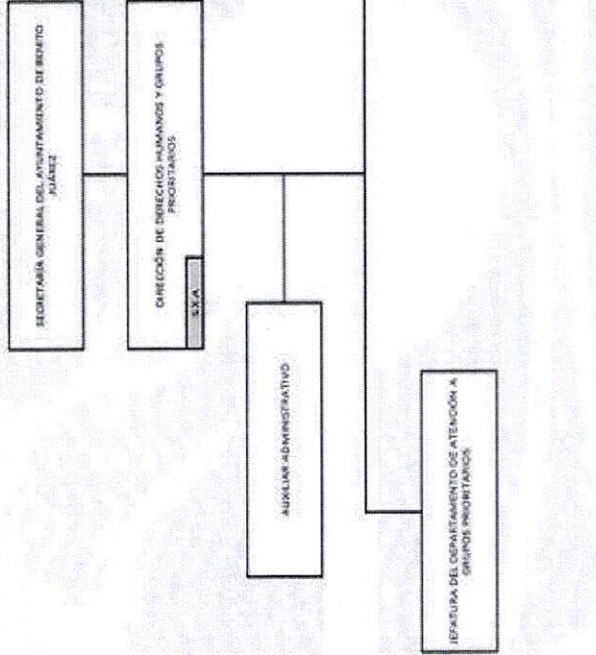 SECRETARÍA GENERAL DEL AYUNTAMIENTO DE BENITO
JUÁREZ
DIRECCIÓN DE DERECHOS HUMANOS Y GRUPOS
PRIORITARIOS
AUXILIAR ADMINISTRATIVO
JEFATURA DEL DEPARTAMENTO DE ATENCIÓN A
GRUPOS PRIORITARIOS